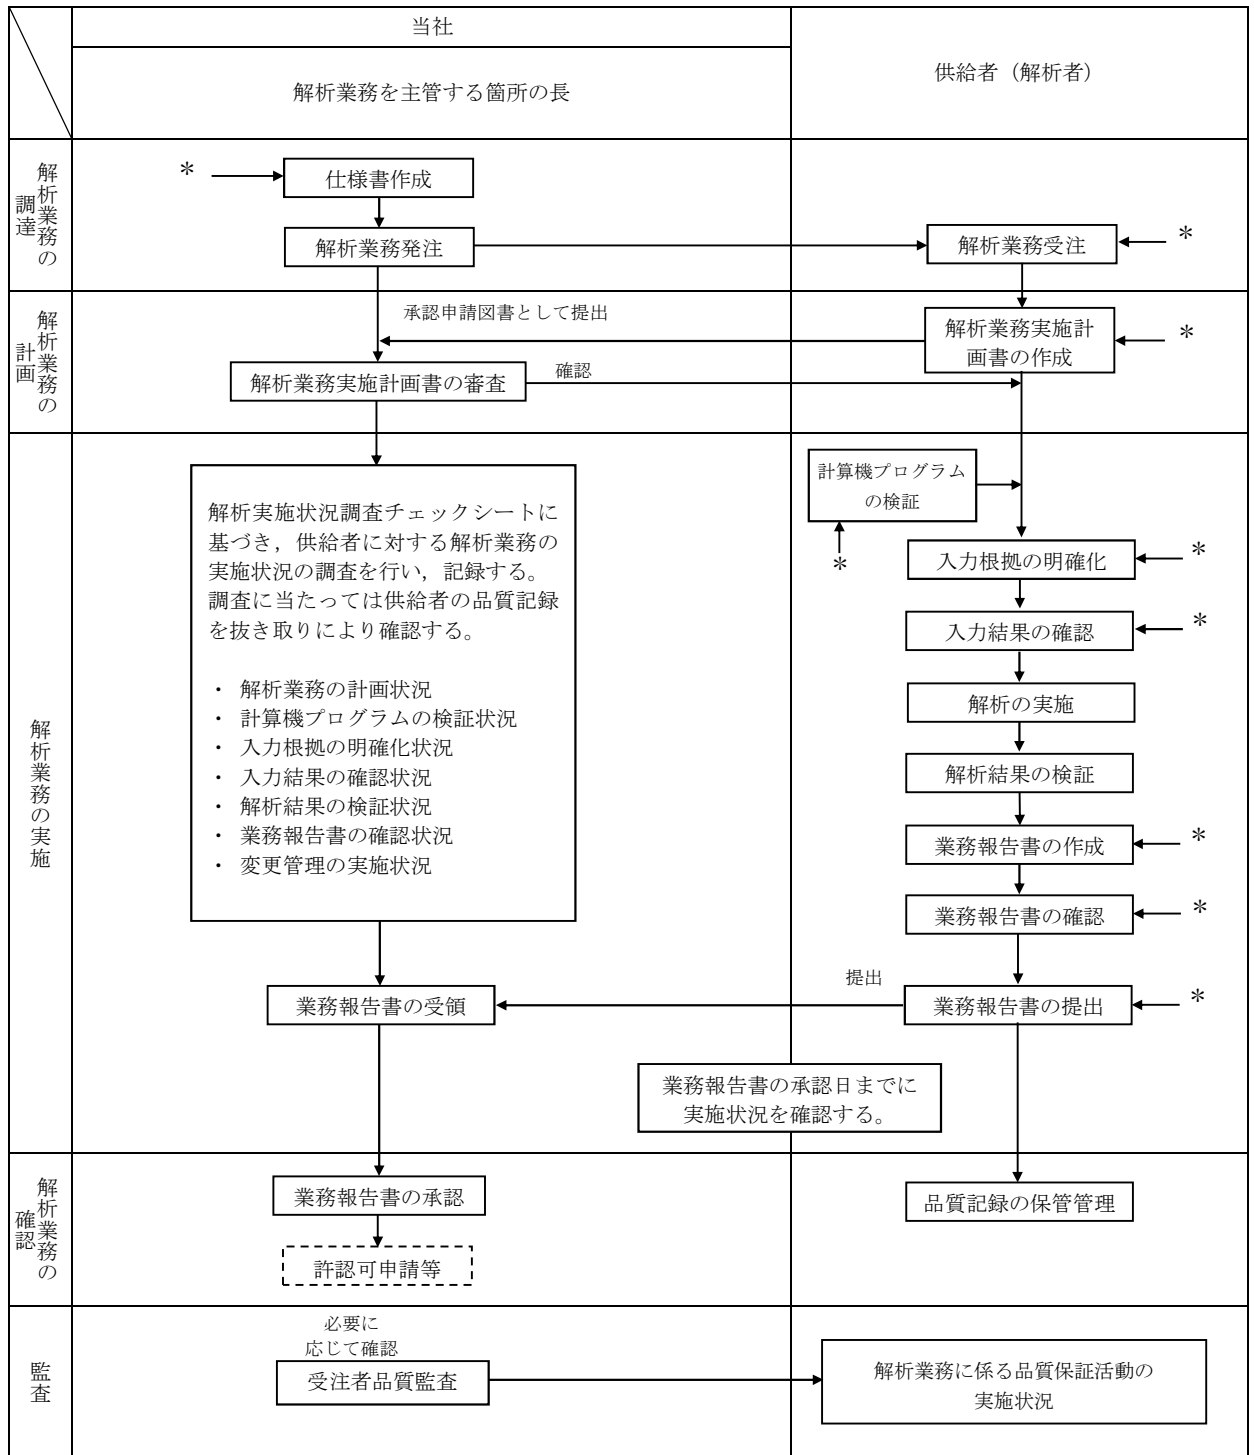 当社
解析業務を主管する箇所の長
供給者（解析者）
解析業務の
調達
＊
仕様書作成
解析業務発注
解析業務受注
＊
解析業務の
計画
承認申請図書として提出
解析業務実施計
画書の作成
＊
解析業務実施計画書の審査
確認
解析業務の実施
解析実施状況調査チェックシートに
基づき，供給者に対する解析業務の
実施状況の調査を行い，記録する。
調査に当たっては供給者の品質記録
を抜き取りにより確認する。
・ 解析業務の計画状況
・ 計算機プログラムの検証状況
・ 入力根拠の明確化状況
・ 入力結果の確認状況
・ 解析結果の検証状況
・ 業務報告書の確認状況
・ 変更管理の実施状況
計算機プログラム
の検証
＊
入力根拠の明確化
＊
入力結果の確認
＊
解析の実施
解析結果の検証
業務報告書の作成
＊
業務報告書の確認
＊
業務報告書の受領
提出
業務報告書の提出
＊
業務報告書の承認日までに
実施状況を確認する。
解析業務の
確認
業務報告書の承認
許認可申請等
品質記録の保管管理
監査
必要に
応じて確認
受注者品質監査
解析業務に係る品質保証活動の
実施状況